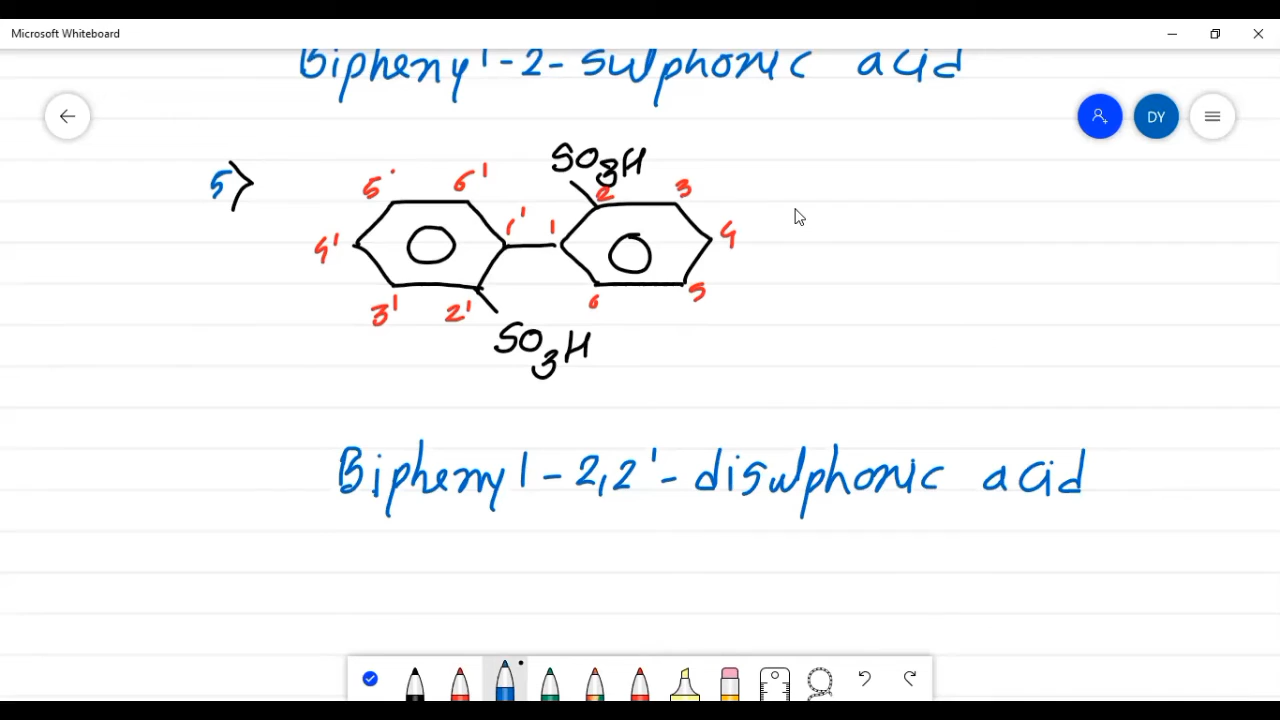 Microsoft Whiteboard
Biphenyl-2-sulphonic acid
DY
5>
SO3H
5' 6' 2 3
4' 1' 1 4
3' 2' 6 5
SO3H
Biphenyl-2,2'-disulphonic acid